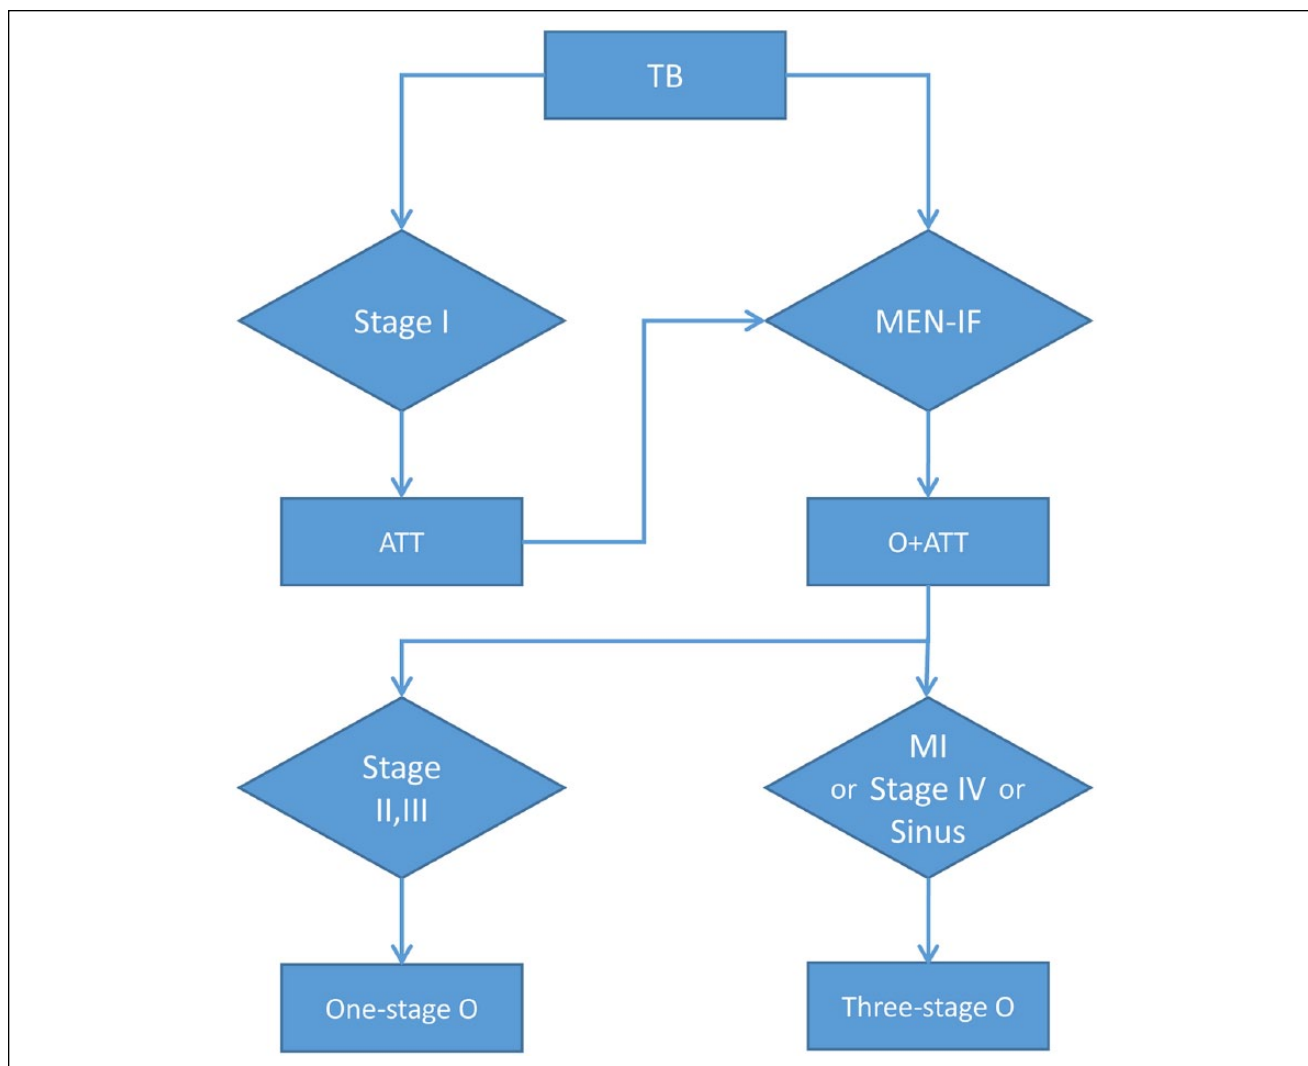 TB
Stage I
MEN-IF
ATT
O+ATT
Stage
II,III
MI
or Stage IV or
Sinus
One-stage O
Three-stage O